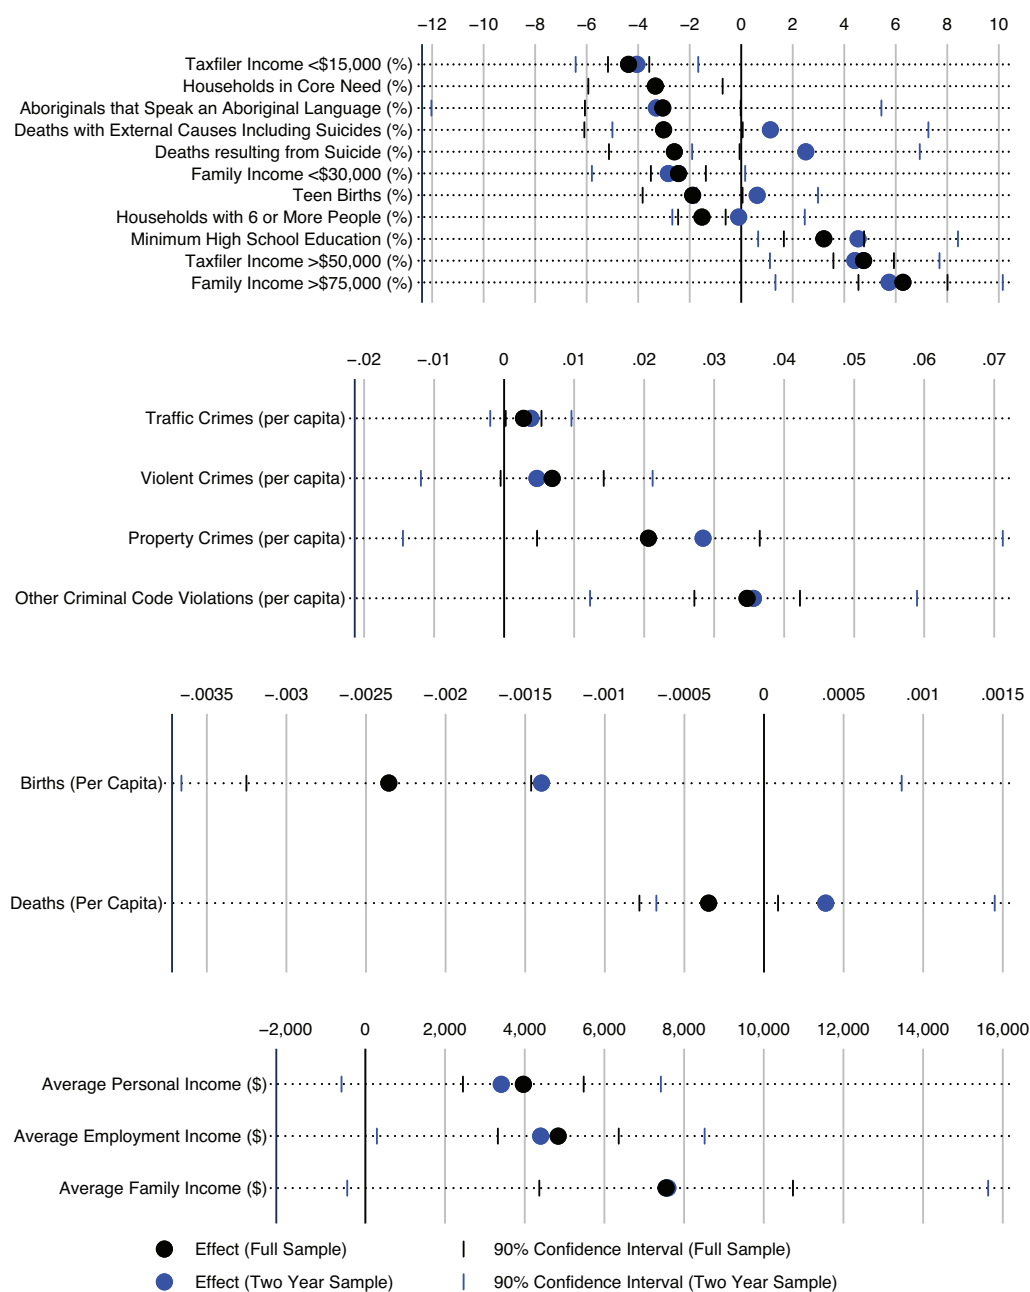 −12 −10 −8 −6 −4 −2 0 2 4 6 8 10
Taxfiler Income <$15,000 (%)
Households in Core Need (%)
Aboriginals that Speak an Aboriginal Language (%)
Deaths with External Causes Including Suicides (%)
Deaths resulting from Suicide (%)
Family Income <$30,000 (%)
Teen Births (%)
Households with 6 or More People (%)
Minimum High School Education (%)
Taxfiler Income >$50,000 (%)
Family Income >$75,000 (%)
−.02 −.01 0 .01 .02 .03 .04 .05 .06 .07
Traffic Crimes (per capita)
Violent Crimes (per capita)
Property Crimes (per capita)
Other Criminal Code Violations (per capita)
−.0035 −.003 −.0025 −.002 −.0015 −.001 −.0005 0 .0005 .001 .0015
Births (Per Capita)
Deaths (Per Capita)
−2,000 0 2,000 4,000 6,000 8,000 10,000 12,000 14,000 16,000
Average Personal Income ($)
Average Employment Income ($)
Average Family Income ($)
Effect (Full Sample) 90% Confidence Interval (Full Sample)
Effect (Two Year Sample) 90% Confidence Interval (Two Year Sample)